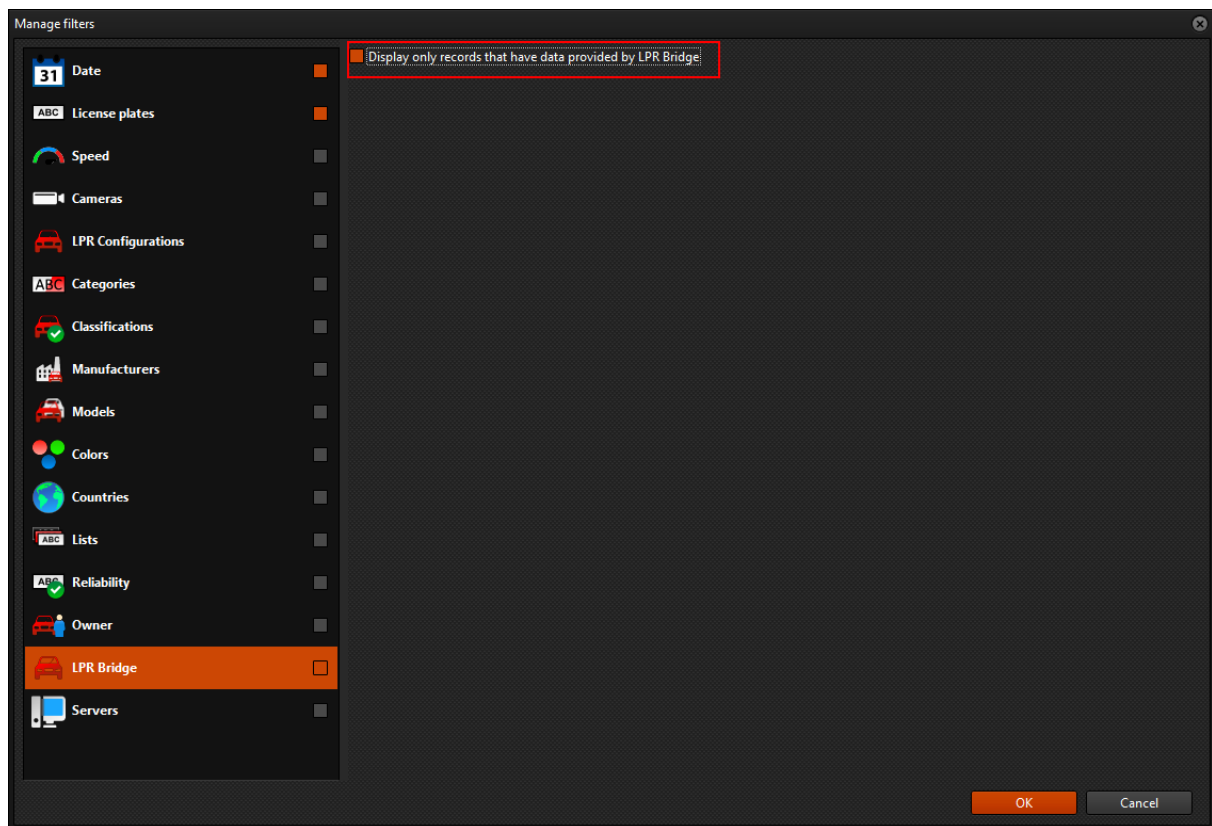 Manage filters
31 Date
ABC License plates
Speed
Cameras
LPR Configurations
ABC Categories
Classifications
Manufacturers
Models
Colors
Countries
ABC Lists
ABC Reliability
Owner
LPR Bridge
Servers
Display only records that have data provided by LPR Bridge
OK Cancel